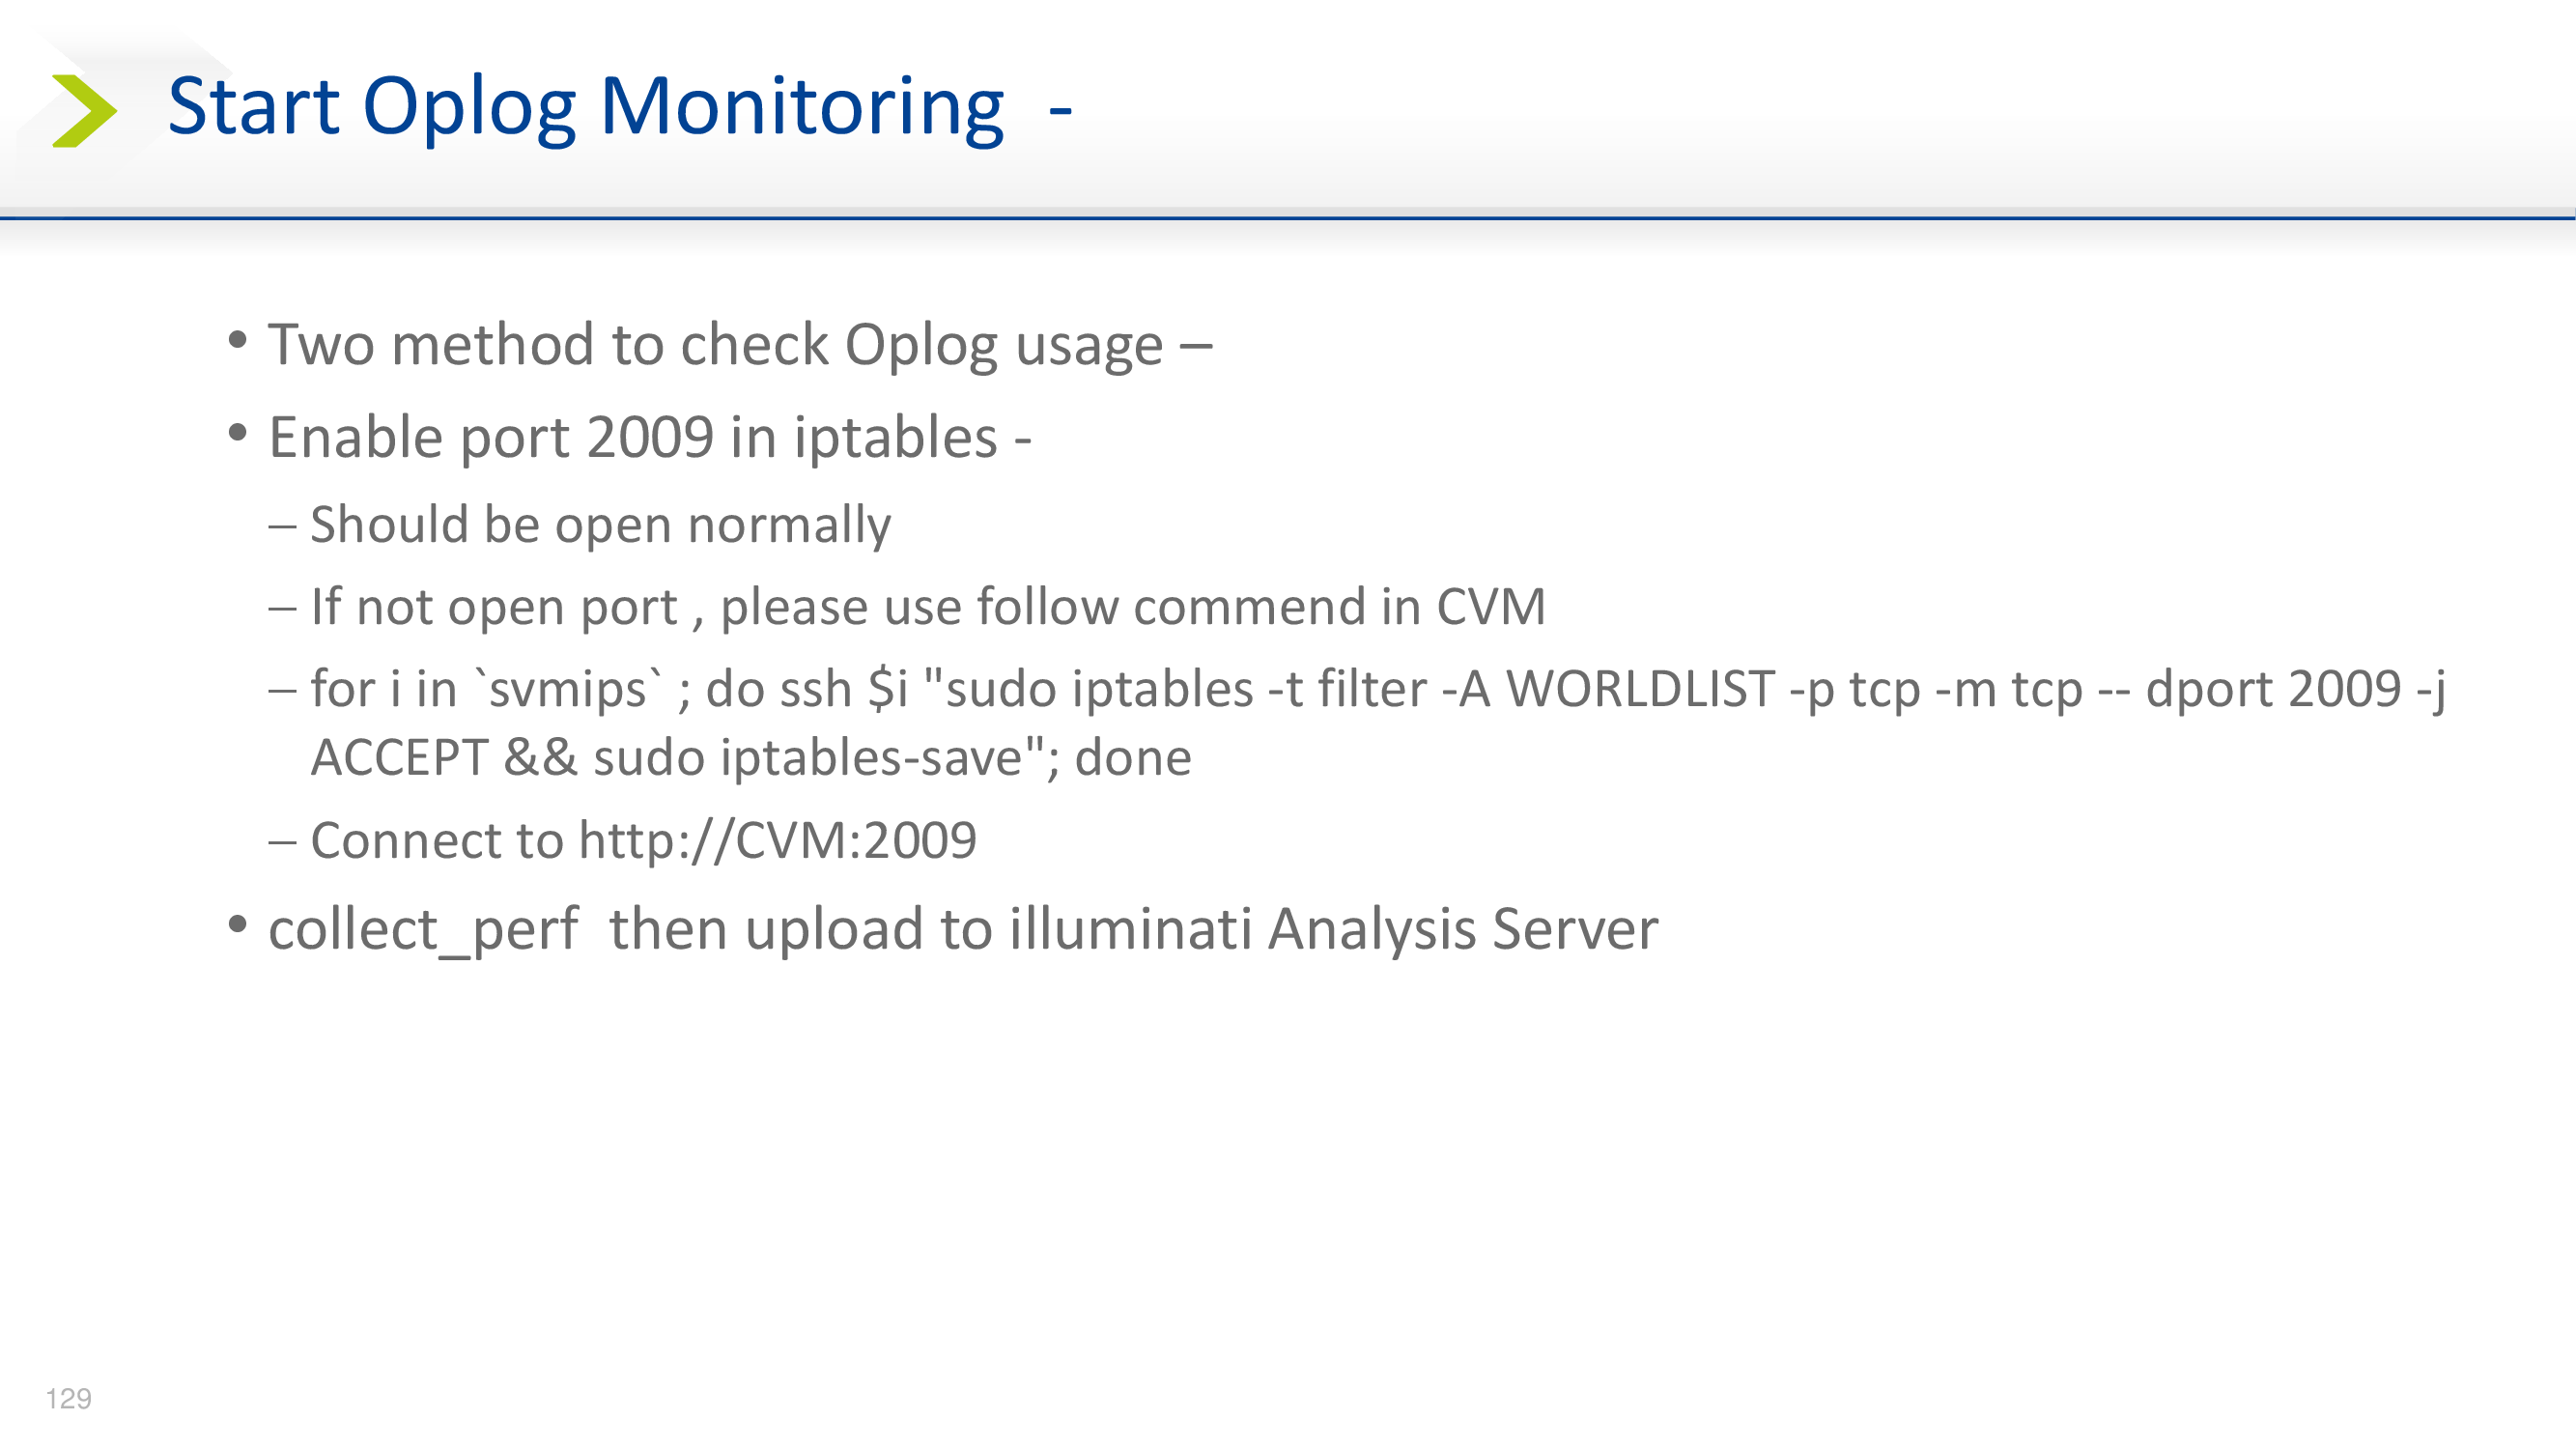 Start Oplog Monitoring  -
• Two method to check Oplog usage –
• Enable port 2009 in iptables -
– Should be open normally
– If not open port , please use follow commend in CVM
– for i in `svmips` ; do ssh $i "sudo iptables -t filter -A WORLDLIST -p tcp -m tcp -- dport 2009 -j
ACCEPT && sudo iptables-save"; done
– Connect to http://CVM:2009
• collect_perf  then upload to illuminati Analysis Server
129